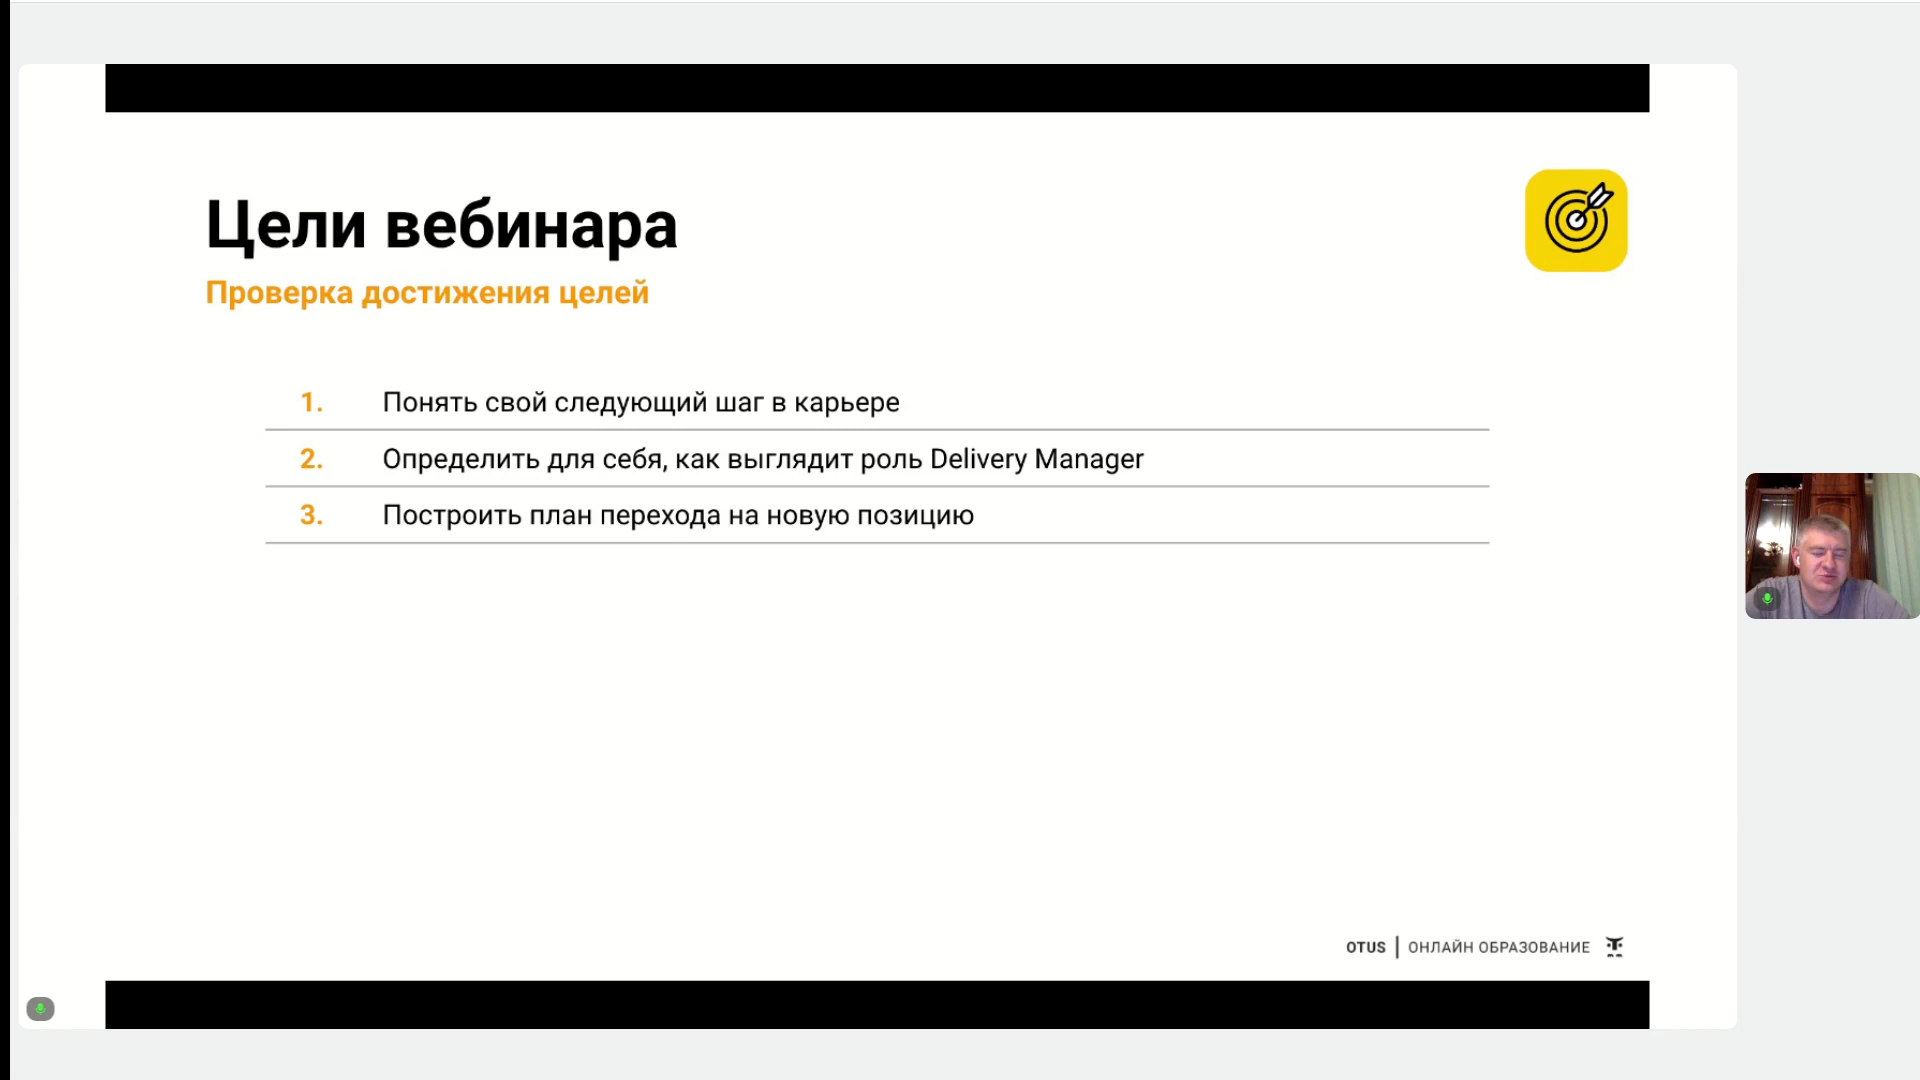 Цели вебинара
Проверка достижения целей
1. Понять свой следующий шаг в карьере
2. Определить для себя, как выглядит роль Delivery Manager
3. Построить план перехода на новую позицию
OTUS | ОНЛАЙН ОБРАЗОВАНИЕ